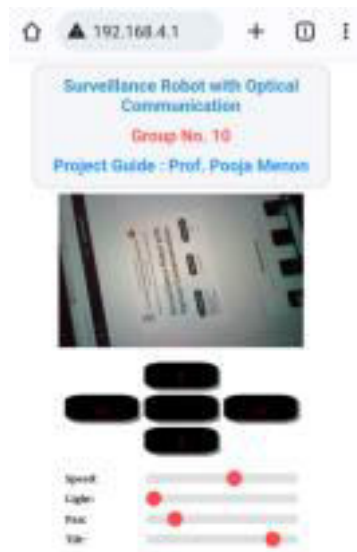 192.168.4.1
Surveillance Robot with Optical
Communication
Group No. 10
Project Guide : Prof. Pooja Menon
Speed:
Light:
Pan:
Tilt: